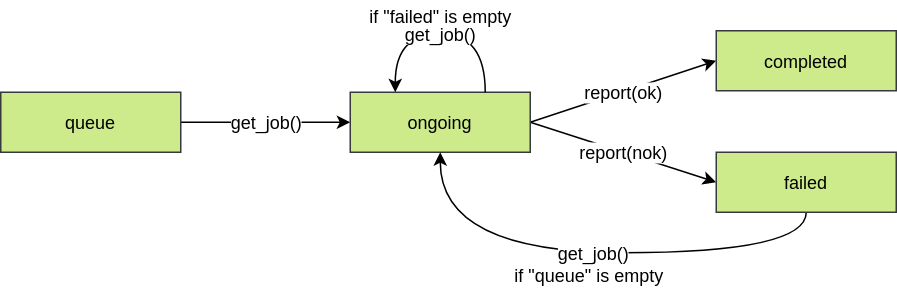 if "failed" is empty
get_job()
completed
report(ok)
queue
get_job()
ongoing
report(nok)
failed
get_job()
if "queue" is empty